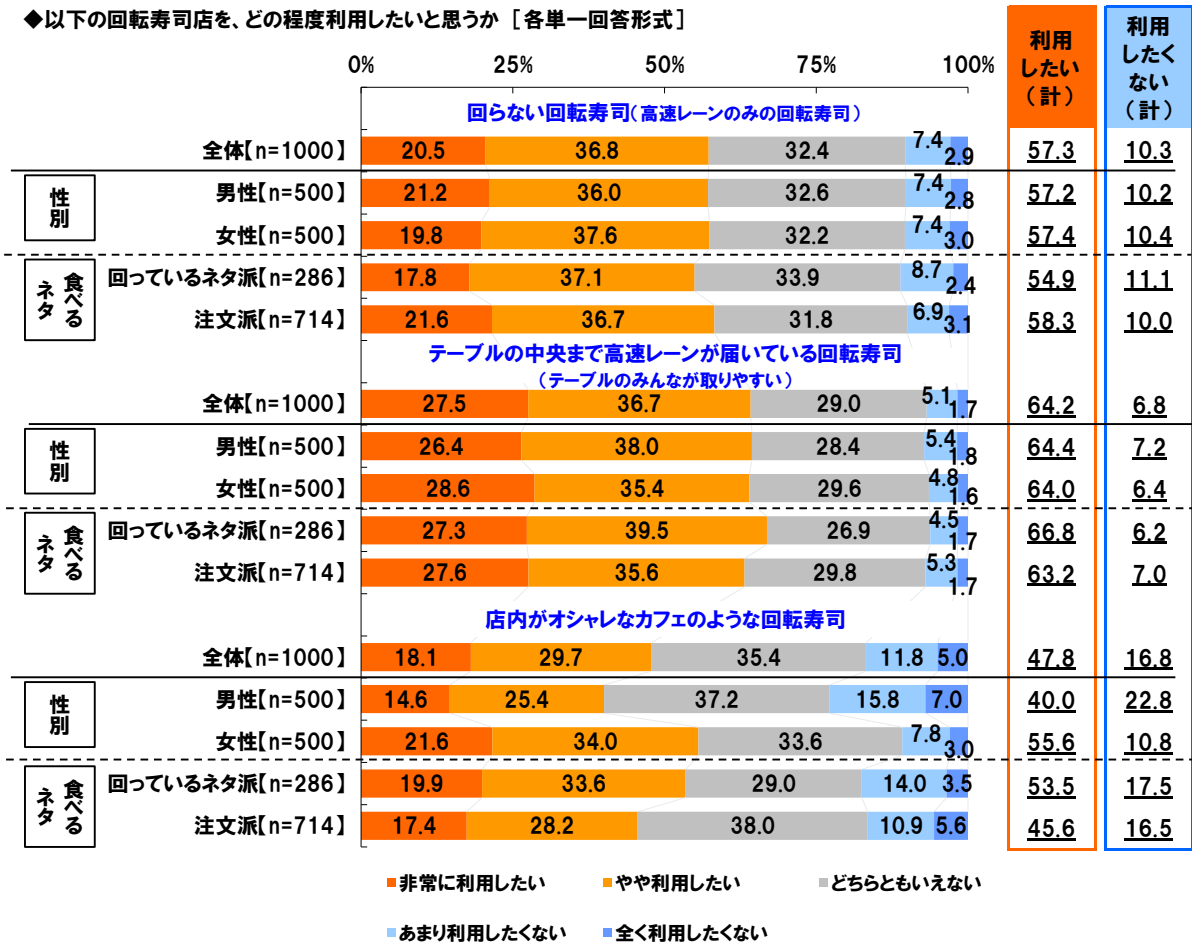 ◆以下の回転寿司店を、どの程度利用したいと思うか [各単一回答形式]
利用したい(計)
利用したくない(計)
0% 25% 50% 75% 100%
回らない回転寿司(高速レーンのみの回転寿司)
全体【n=1000】 20.5 36.8 32.4 7.4 2.9 57.3 10.3
性別
男性【n=500】 21.2 36.0 32.6 7.4 2.8 57.2 10.2
女性【n=500】 19.8 37.6 32.2 7.4 3.0 57.4 10.4
食べるネタ
回っているネタ派【n=286】 17.8 37.1 33.9 8.7 2.4 54.9 11.1
注文派【n=714】 21.6 36.7 31.8 6.9 3.1 58.3 10.0
テーブルの中央まで高速レーンが届いている回転寿司
(テーブルのみんなが取りやすい)
全体【n=1000】 27.5 36.7 29.0 5.1 1.7 64.2 6.8
性別
男性【n=500】 26.4 38.0 28.4 5.4 1.8 64.4 7.2
女性【n=500】 28.6 35.4 29.6 4.8 1.6 64.0 6.4
食べるネタ
回っているネタ派【n=286】 27.3 39.5 26.9 4.5 1.7 66.8 6.2
注文派【n=714】 27.6 35.6 29.8 5.3 1.7 63.2 7.0
店内がオシャレなカフェのような回転寿司
全体【n=1000】 18.1 29.7 35.4 11.8 5.0 47.8 16.8
性別
男性【n=500】 14.6 25.4 37.2 15.8 7.0 40.0 22.8
女性【n=500】 21.6 34.0 33.6 7.8 3.0 55.6 10.8
食べるネタ
回っているネタ派【n=286】 19.9 33.6 29.0 14.0 3.5 53.5 17.5
注文派【n=714】 17.4 28.2 38.0 10.9 5.6 45.6 16.5
非常に利用したい やや利用したい どちらともいえない
あまり利用したくない 全く利用したくない